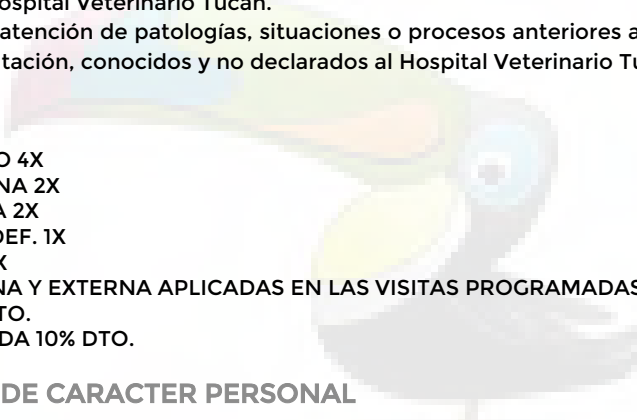 ospital Veterinario Tucán.
atención de patologías, situaciones o procesos anteriores a
tación, conocidos y no declarados al Hospital Veterinario Tu
O 4X
NA 2X
A 2X
DEF. 1X
X
NA Y EXTERNA APLICADAS EN LAS VISITAS PROGRAMADAS
TO.
DA 10% DTO.
DE CARACTER PERSONAL